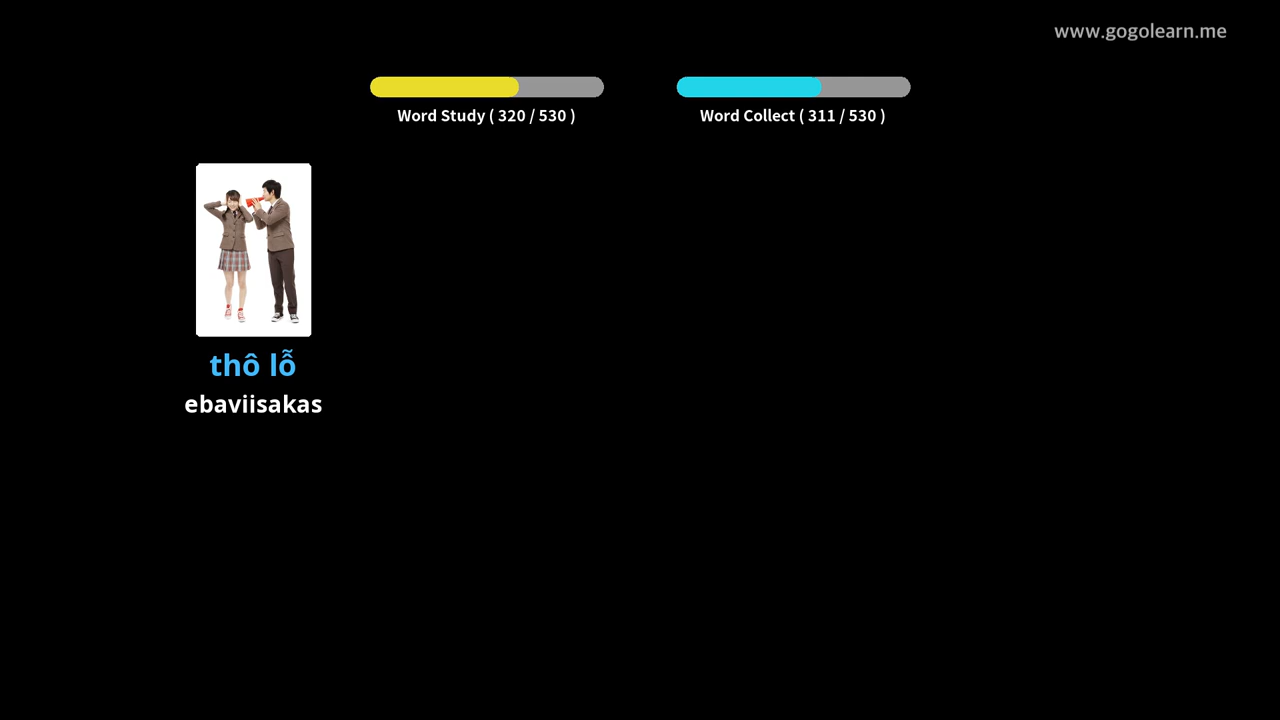 www.gogolearn.me
Word Study ( 320 / 530 )
Word Collect ( 311 / 530 )
thô lỗ
ebaviisakas